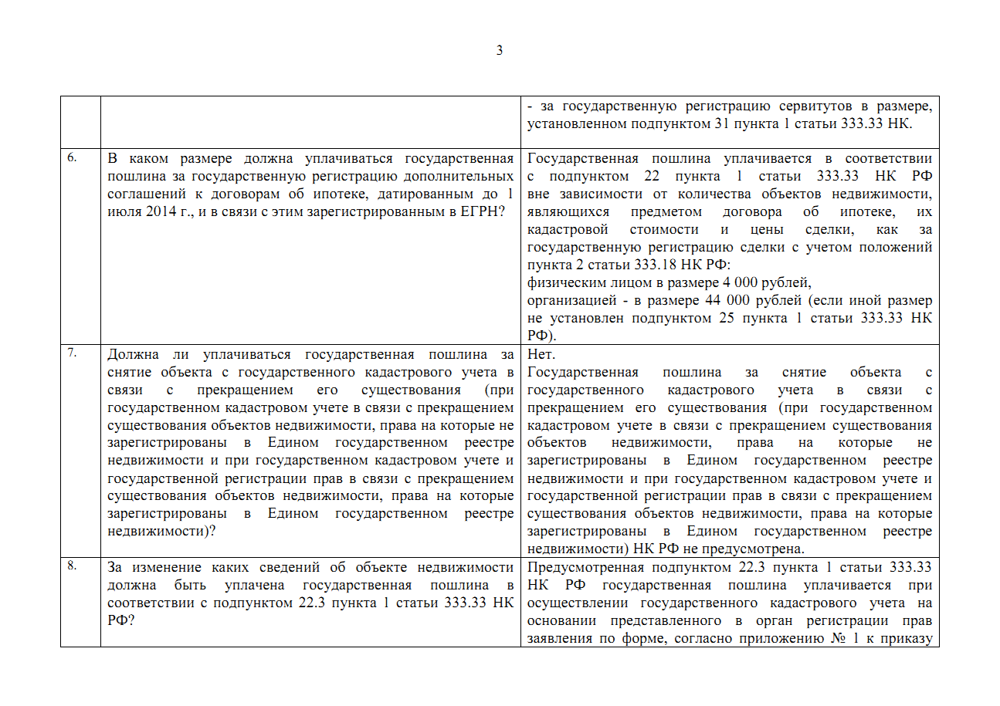 3
- за государственную регистрацию сервитутов в размере,
установленном подпунктом 31 пункта 1 статьи 333.33 НК.
6.
В каком размере должна уплачиваться государственная
пошлина за государственную регистрацию дополнительных
соглашений к договорам об ипотеке, датированным до 1
июля 2014 г., и в связи с этим зарегистрированным в ЕГРН?
Государственная пошлина уплачивается в соответствии
с подпунктом 22 пункта 1 статьи 333.33 НК РФ
вне зависимости от количества объектов недвижимости,
являющихся предметом договора об ипотеке, их
кадастровой стоимости и цены сделки, как за
государственную регистрацию сделки с учетом положений
пункта 2 статьи 333.18 НК РФ:
физическим лицом в размере 4 000 рублей,
организацией - в размере 44 000 рублей (если иной размер
не установлен подпунктом 25 пункта 1 статьи 333.33 НК
РФ).
7.
Должна ли уплачиваться государственная пошлина за
снятие объекта с государственного кадастрового учета в
связи с прекращением его существования (при
государственном кадастровом учете в связи с прекращением
существования объектов недвижимости, права на которые не
зарегистрированы в Едином государственном реестре
недвижимости и при государственном кадастровом учете и
государственной регистрации прав в связи с прекращением
существования объектов недвижимости, права на которые
зарегистрированы в Едином государственном реестре
недвижимости)?
Нет.
Государственная пошлина за снятие объекта с
государственного кадастрового учета в связи с
прекращением его существования (при государственном
кадастровом учете в связи с прекращением существования
объектов недвижимости, права на которые не
зарегистрированы в Едином государственном реестре
недвижимости и при государственном кадастровом учете и
государственной регистрации прав в связи с прекращением
существования объектов недвижимости, права на которые
зарегистрированы в Едином государственном реестре
недвижимости) НК РФ не предусмотрена.
8.
За изменение каких сведений об объекте недвижимости
должна быть уплачена государственная пошлина в
соответствии с подпунктом 22.3 пункта 1 статьи 333.33 НК
РФ?
Предусмотренная подпунктом 22.3 пункта 1 статьи 333.33
НК РФ государственная пошлина уплачивается при
осуществлении государственного кадастрового учета на
основании представленного в орган регистрации прав
заявления по форме, согласно приложению № 1 к приказу